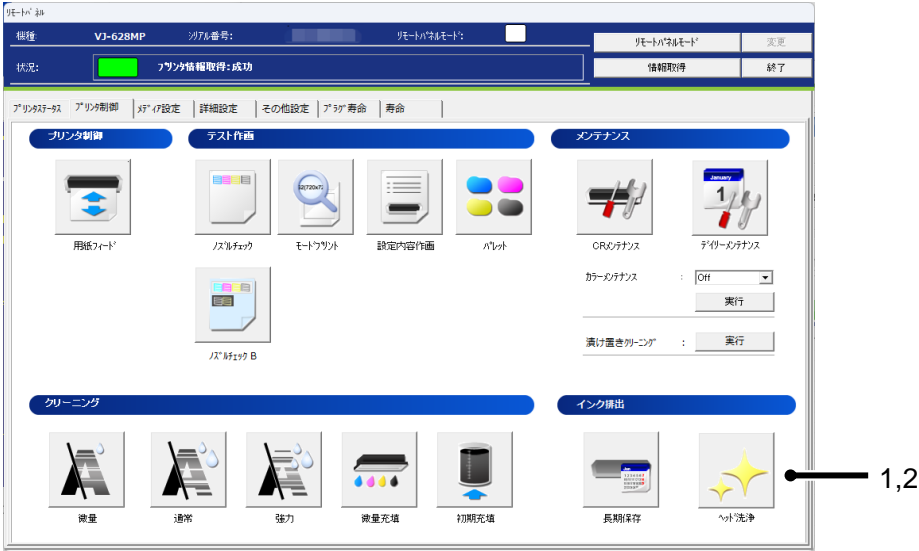 リモートパネル
機種: VJ-628MP シリアル番号: リモートパネルモード: リモートパネルモード 変更
状況: プリンタ情報取得:成功 情報取得 終了
プリンタステータス プリンタ制御 メディア設定 詳細設定 その他設定 プラグ寿命 寿命
プリンタ制御 テスト作画 メンテナンス
January
1
用紙フィード ノズルチェック モードプリント 設定内容作画 パレット CRメンテナンス デイリーメンテナンス
カラーメンテナンス : Off
実行
漬け置きクリーニング : 実行
ノズルチェック B
クリーニング インク排出
1,2
微量 通常 強力 微量充填 初期充填 長期保存 ヘッド洗浄